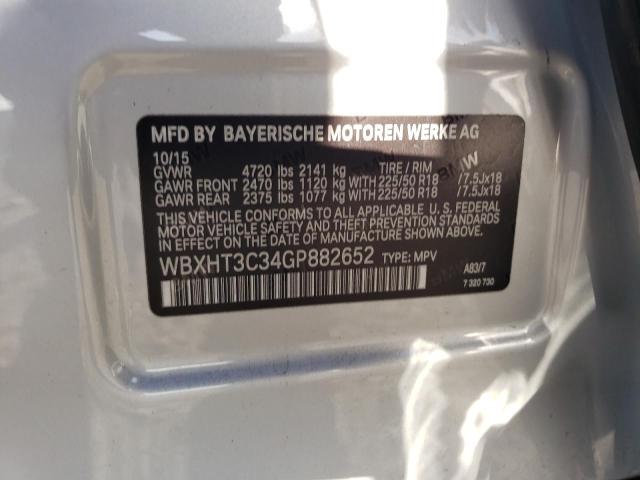 MFD BY BAYERISCHE MOTOREN WERKE AG
10/15
GVWR 4720 lbs 2141 kg TIRE / RIM
GAWR FRONT 2470 lbs 1120 kg WITH 225/50 R18 / 7.5Jx18
GAWR REAR 2375 lbs 1077 kg WITH 225/50 R18 / 7.5Jx18
THIS VEHICLE CONFORMS TO ALL APPLICABLE U. S. FEDERAL
MOTOR VEHICLE SAFETY, BUMPER, AND THEFT PREVENTION
STANDARDS IN EFFECT ON THE DATE OF MANUFACTURE SHOWN ABOVE.
WBXHT3C34GP882652 TYPE: MPV
A83/7
7 320 730